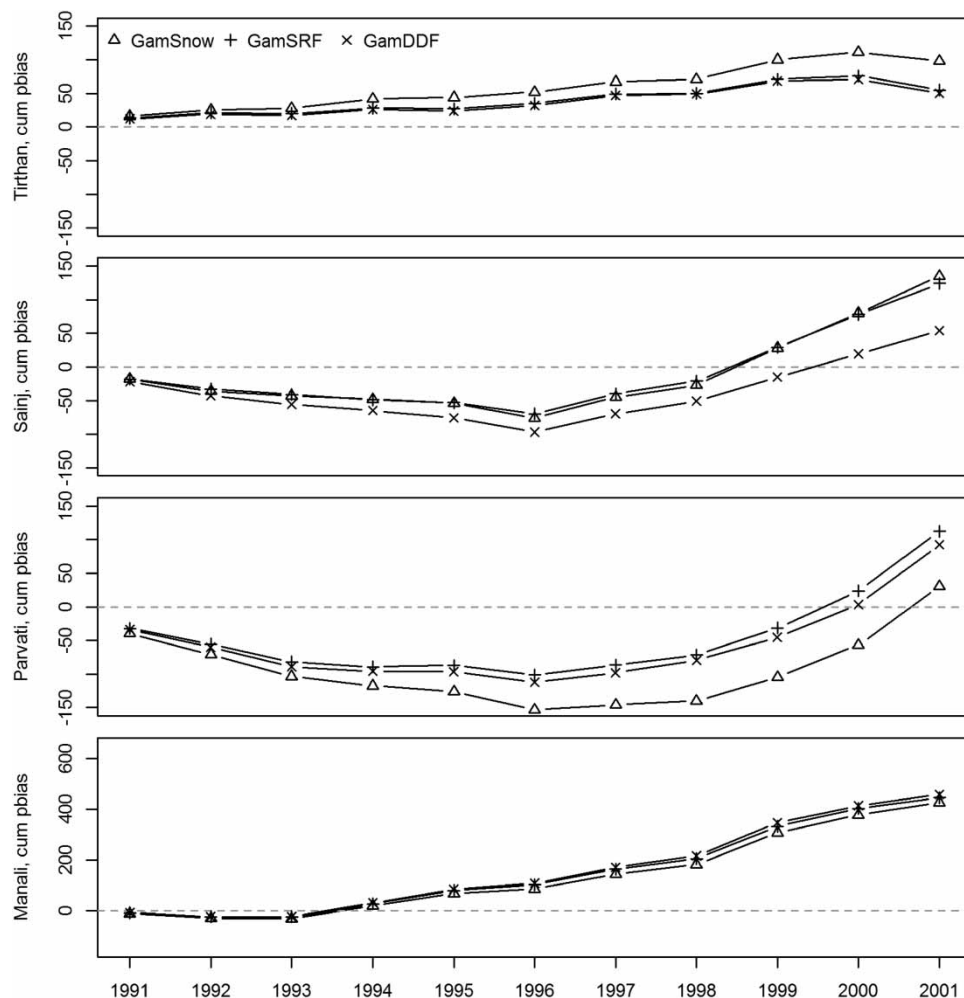 Tirthan, cum pbias
150
50
0
-50
-150
GamSnow
GamSRF
GamDDF
Sainj, cum pbias
150
50
0
-50
-150
Parvati, cum pbias
150
50
0
-50
-150
Manali, cum pbias
600
400
200
0
1991 1992 1993 1994 1995 1996 1997 1998 1999 2000 2001